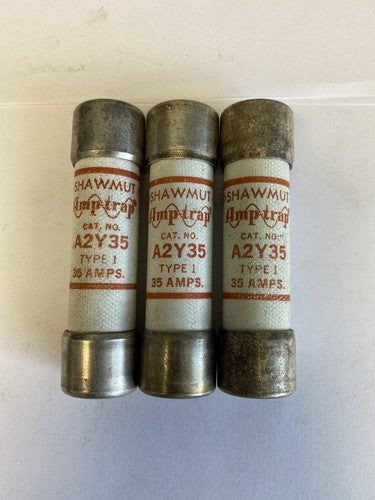 SHAWMUT
Amp-trap®
CAT. NO.
A2Y35
TYPE 1
35 AMPS.
SHAWMUT
Amp-trap®
CAT. NO.
A2Y35
TYPE 1
35 AMPS.
SHAWMUT
Amp-trap®
CAT. NO.
A2Y35
TYPE 1
35 AMPS.